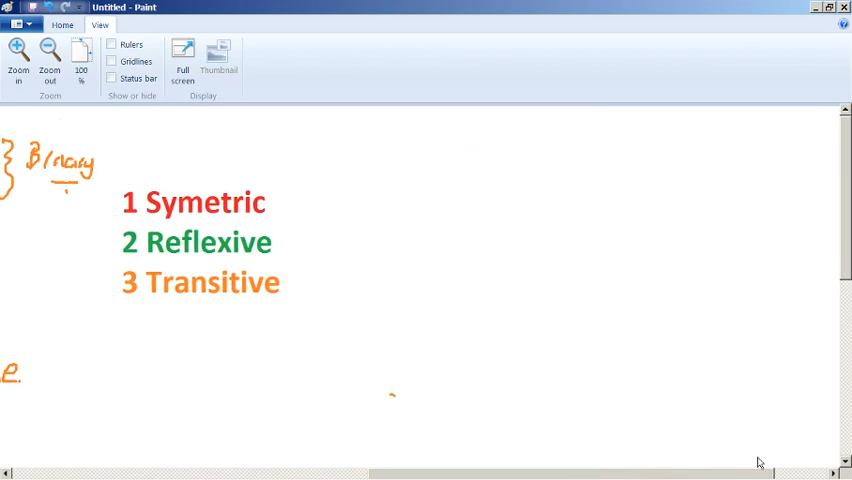 Untitled - Paint
Home View
Zoom in
Zoom out
100 %
Rulers
Gridlines
Status bar
Full screen
Thumbnail
Zoom
Show or hide
Display
} Binary
1 Symetric
2 Reflexive
3 Transitive
e.